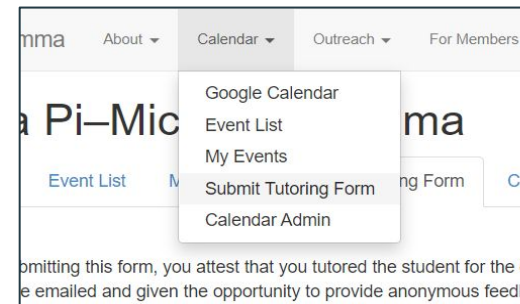 mma About Calendar Outreach For Members
a Pi–Mic ma
Event List M ng Form C
Google Calendar
Event List
My Events
Submit Tutoring Form
Calendar Admin
bmitting this form, you attest that you tutored the student for the
e emailed and given the opportunity to provide anonymous feed